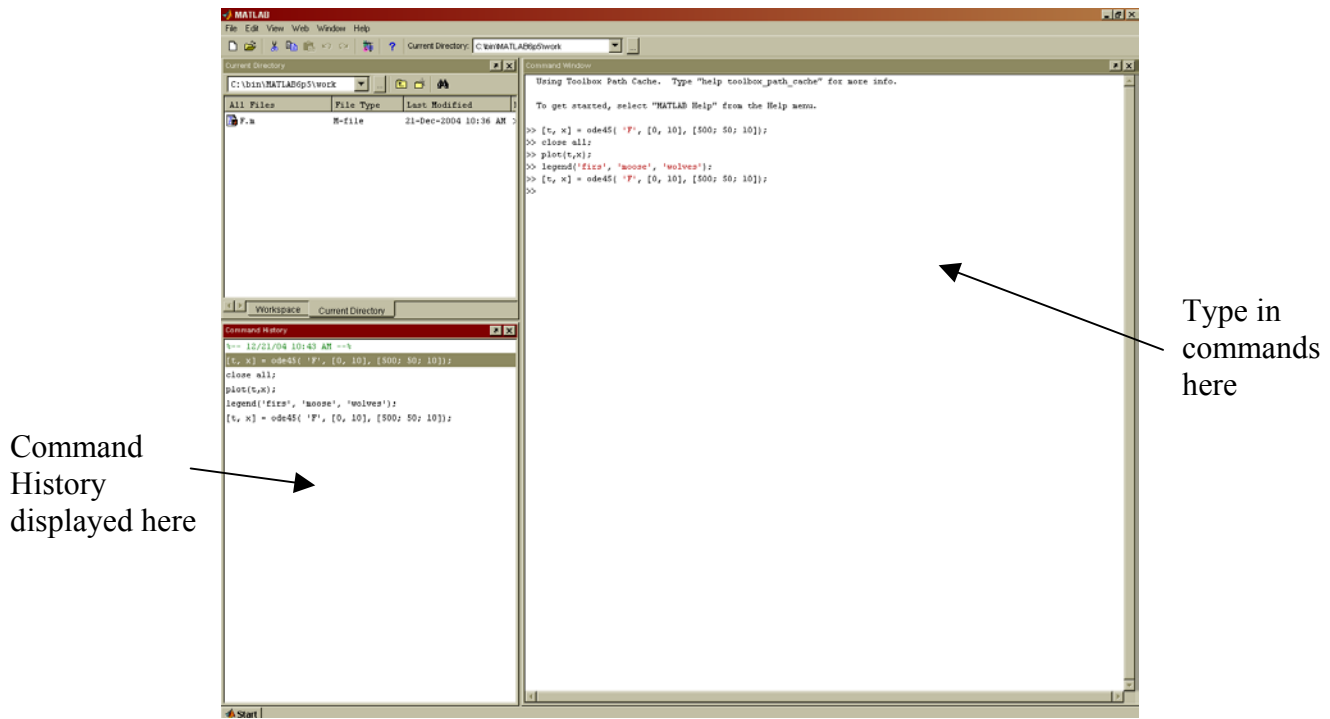 MATLAB
File Edit View Web Window Help
Current Directory: C:\bin\MATLAB6p5\work
Current Directory
C:\bin\MATLAB6p5\work
All Files File Type Last Modified
F.m M-file 21-Dec-2004 10:36 AM
Workspace Current Directory
Command History
%-- 12/21/04 10:43 AM --%
[t, x] = ode45( 'F', [0, 10], [500; 50; 10]);
close all;
plot(t,x);
legend('firs', 'moose', 'wolves');
[t, x] = ode45( 'F', [0, 10], [500; 50; 10]);
Command Window
Using Toolbox Path Cache. Type "help toolbox_path_cache" for more info.
To get started, select "MATLAB Help" from the Help menu.
>> [t, x] = ode45( 'F', [0, 10], [500; 50; 10]);
>> close all;
>> plot(t,x);
>> legend('firs', 'moose', 'wolves');
>> [t, x] = ode45( 'F', [0, 10], [500; 50; 10]);
>>
Start
Command
History
displayed here
Type in
commands
here